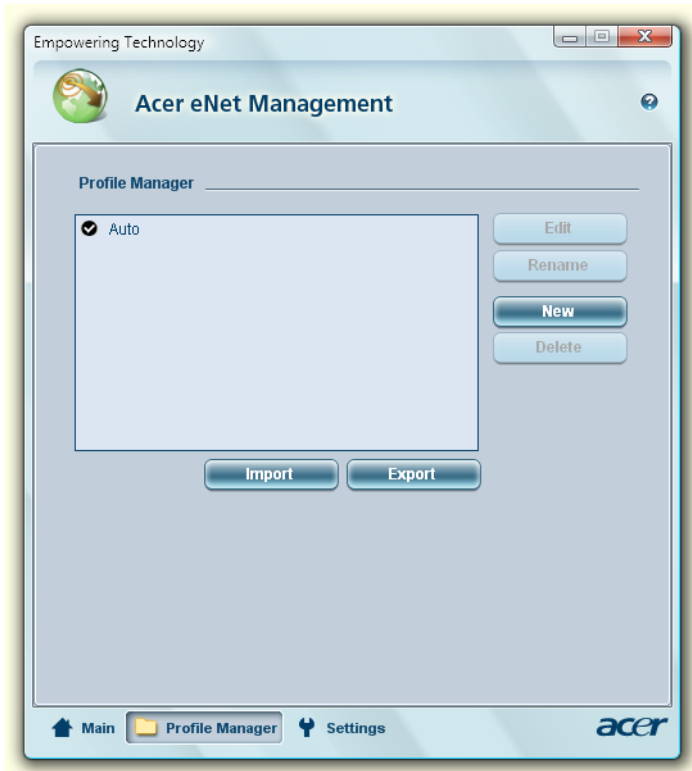 Empowering Technology
Acer eNet Management
Profile Manager
Auto
Edit
Rename
New
Delete
Import
Export
Main
Profile Manager
Settings
acer